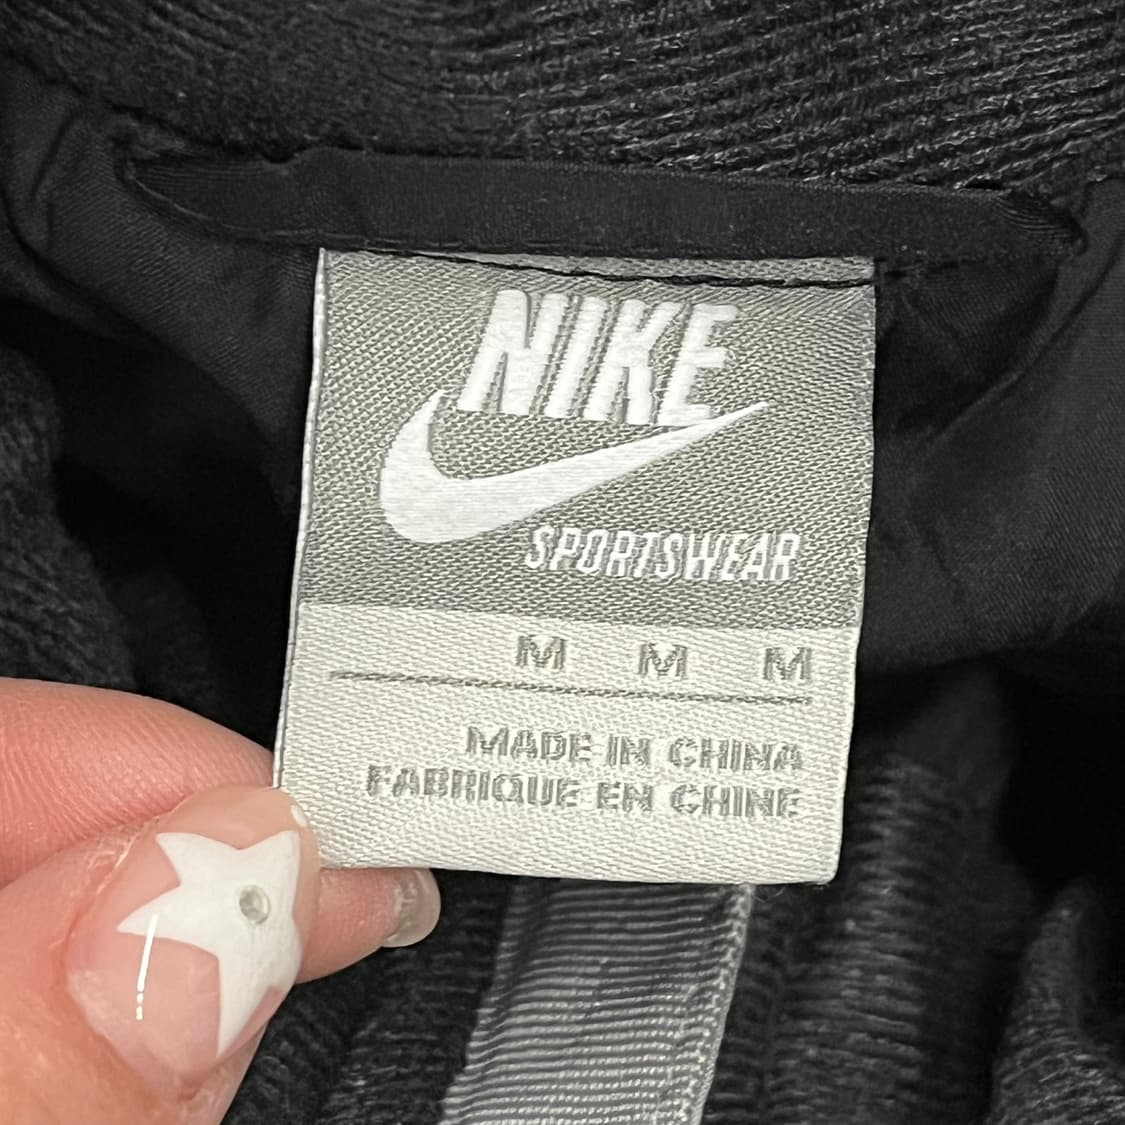 NIKE
SPORTSWEAR
M M M
MADE IN CHINA
FABRIQUE EN CHINE